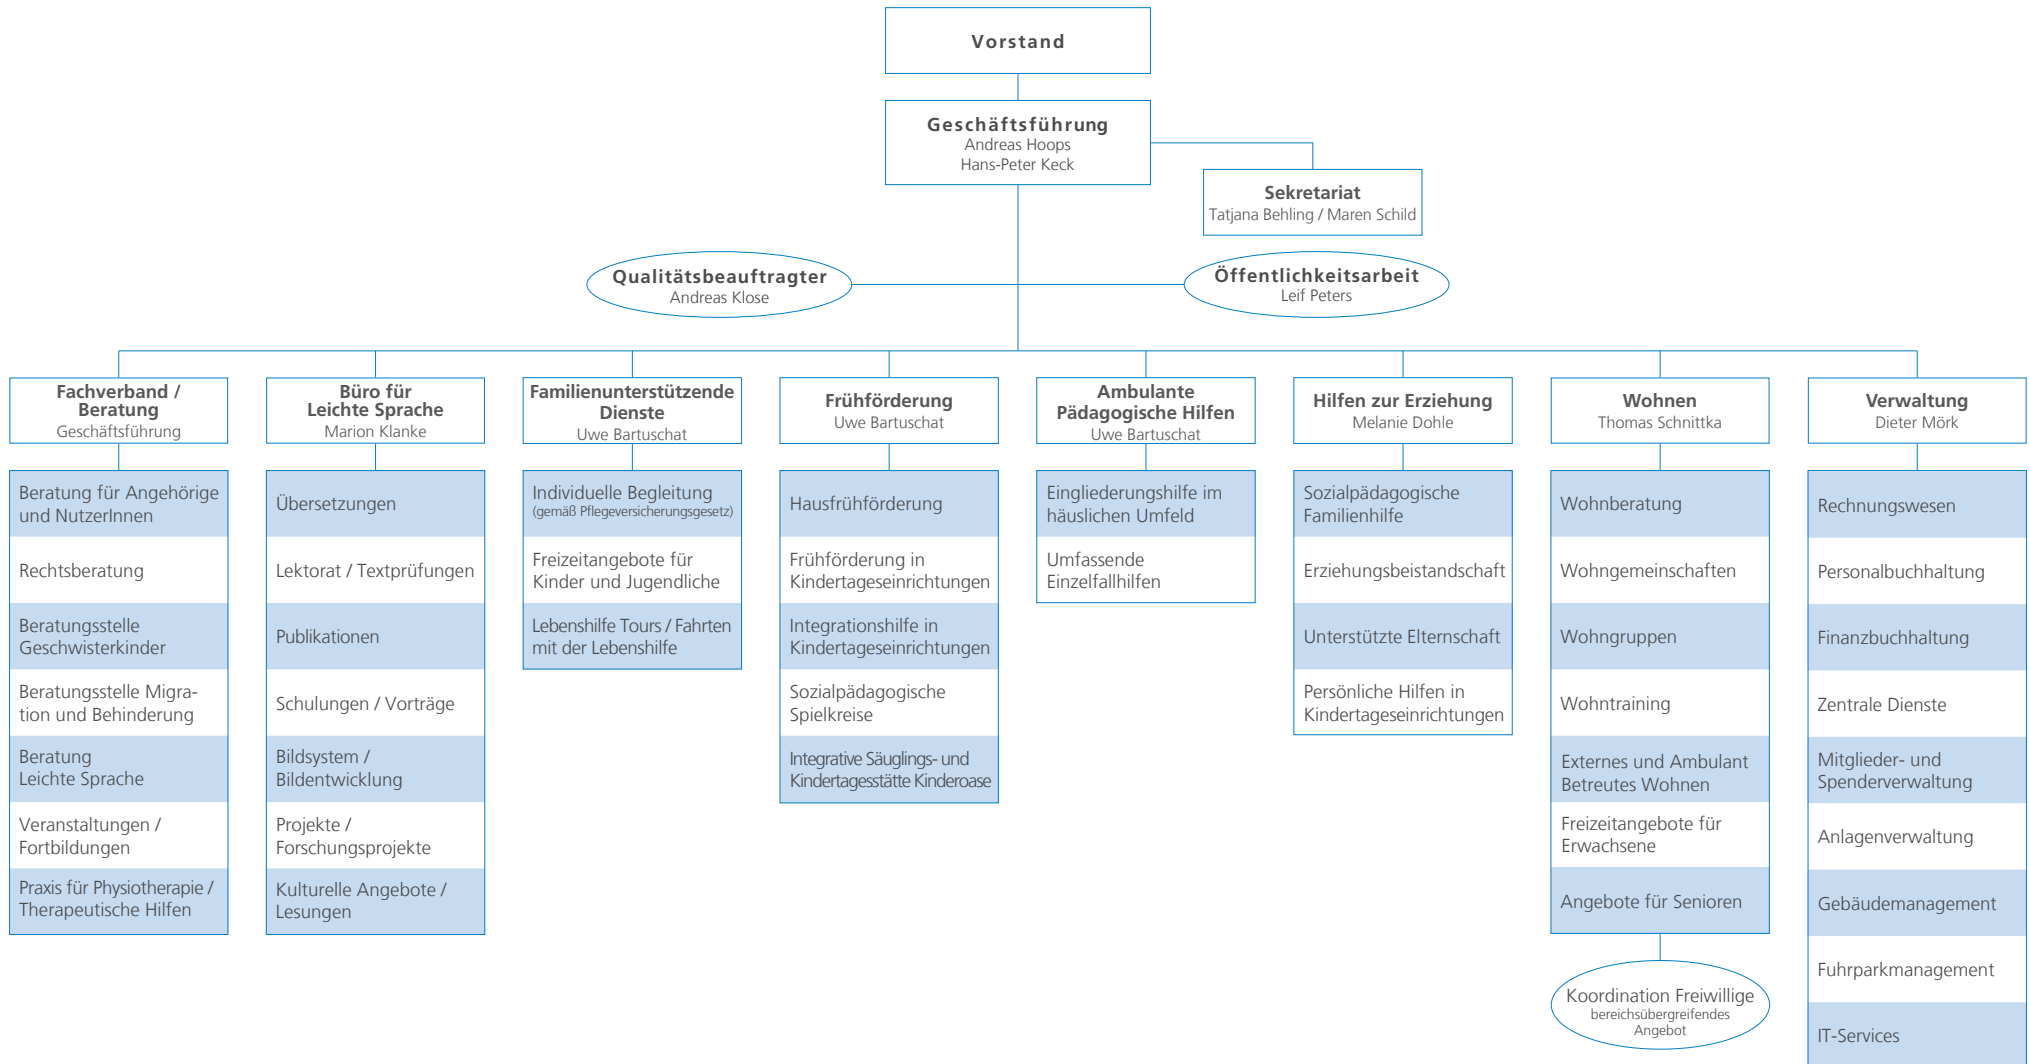 Vorstand
Geschäftsführung
Andreas Hoops
Hans-Peter Keck
Sekretariat
Tatjana Behling / Maren Schild
Qualitätsbeauftragter
Andreas Klose
Öffentlichkeitsarbeit
Leif Peters
Fachverband /
Beratung
Geschäftsführung
Beratung für Angehörige
und NutzerInnen
Rechtsberatung
Beratungsstelle
Geschwisterkinder
Beratungsstelle Migra-
tion und Behinderung
Beratung
Leichte Sprache
Veranstaltungen /
Fortbildungen
Praxis für Physiotherapie /
Therapeutische Hilfen
Büro für
Leichte Sprache
Marion Klanke
Übersetzungen
Lektorat / Textprüfungen
Publikationen
Schulungen / Vorträge
Bildsystem /
Bildentwicklung
Projekte /
Forschungsprojekte
Kulturelle Angebote /
Lesungen
Familienunterstützende
Dienste
Uwe Bartuschat
Individuelle Begleitung
(gemäß Pflegeversicherungsgesetz)
Freizeitangebote für
Kinder und Jugendliche
Lebenshilfe Tours / Fahrten
mit der Lebenshilfe
Frühförderung
Uwe Bartuschat
Hausfrühförderung
Frühförderung in
Kindertageseinrichtungen
Integrationshilfe in
Kindertageseinrichtungen
Sozialpädagogische
Spielkreise
Integrative Säuglings- und
Kindertagesstätte Kinderoase
Ambulante
Pädagogische Hilfen
Uwe Bartuschat
Eingliederungshilfe im
häuslichen Umfeld
Umfassende
Einzelfallhilfen
Hilfen zur Erziehung
Melanie Dohle
Sozialpädagogische
Familienhilfe
Erziehungsbeistandschaft
Unterstützte Elternschaft
Persönliche Hilfen in
Kindertageseinrichtungen
Wohnen
Thomas Schnittka
Wohnberatung
Wohngemeinschaften
Wohngruppen
Wohntraining
Externes und Ambulant
Betreutes Wohnen
Freizeitangebote für
Erwachsene
Angebote für Senioren
Koordination Freiwillige
bereichsübergreifendes
Angebot
Verwaltung
Dieter Mörk
Rechnungswesen
Personalbuchhaltung
Finanzbuchhaltung
Zentrale Dienste
Mitglieder- und
Spenderverwaltung
Anlagenverwaltung
Gebäudemanagement
Fuhrparkmanagement
IT-Services